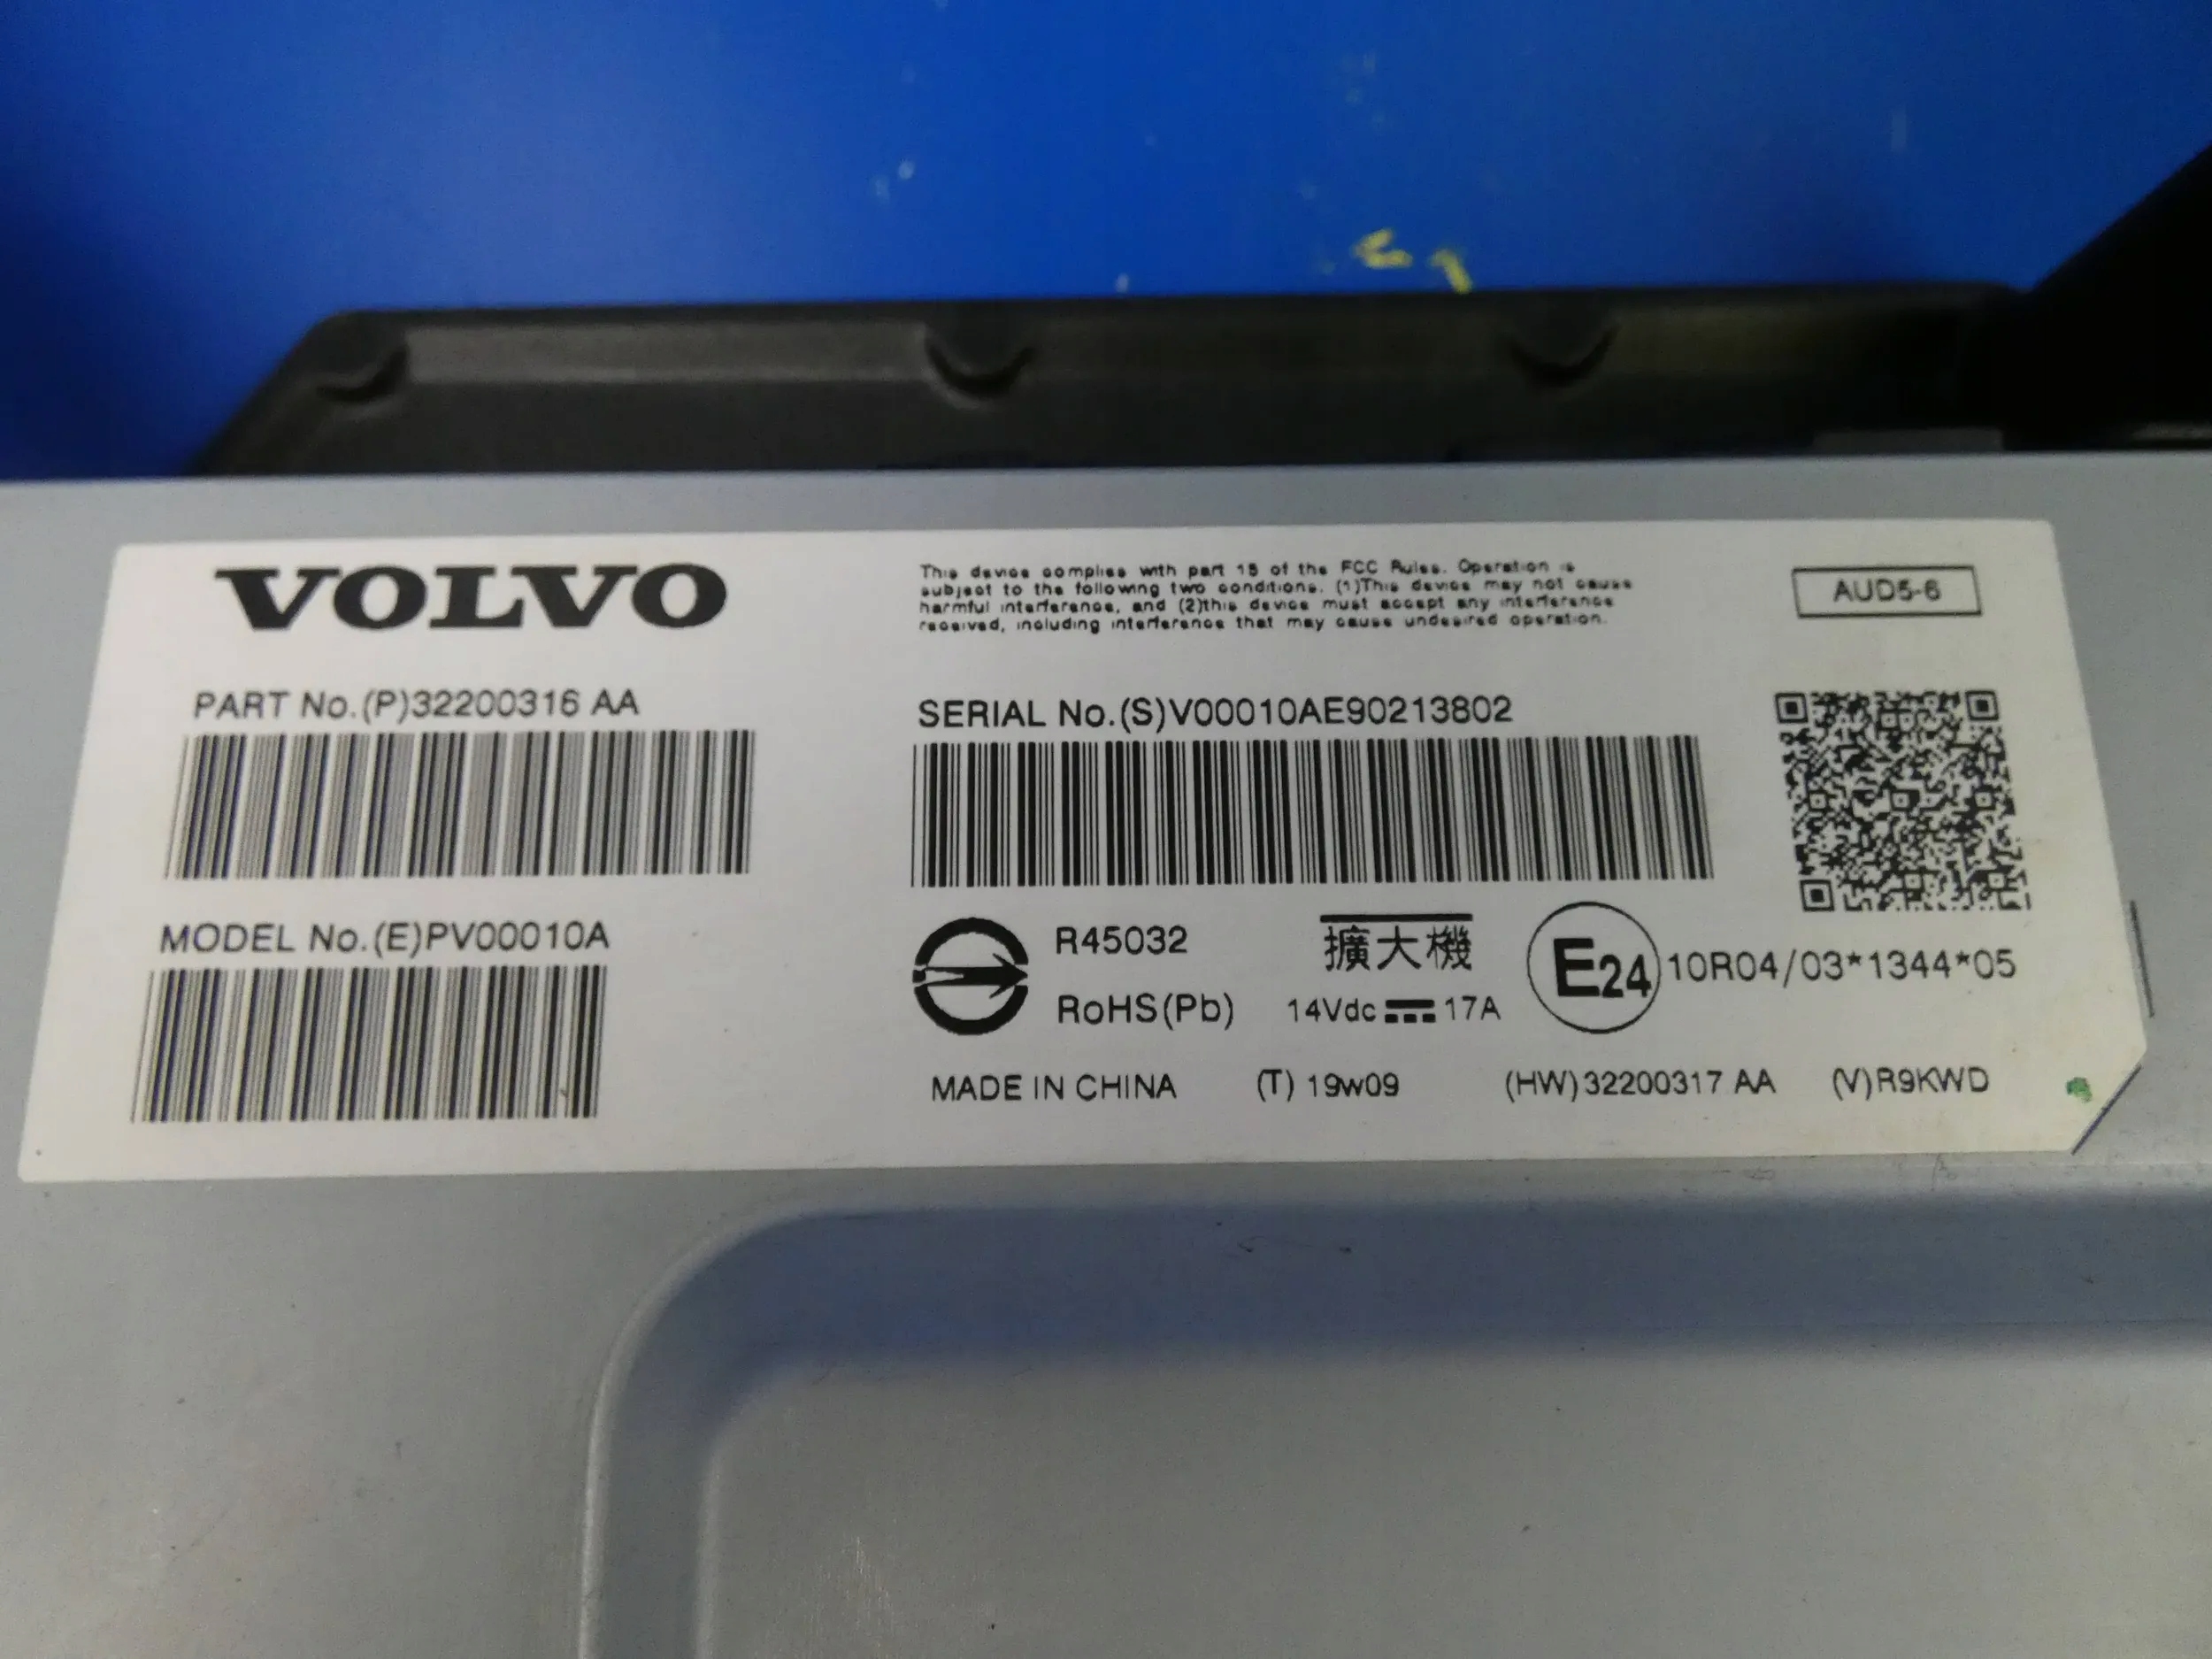 VOLVO
This device complies with part 15 of the FCC Rules. Operation is
subject to the following two conditions. (1)This device may not cause
harmful interference, and (2)this device must accept any interference
received, including interference that may cause undesired operation.
AUD5-6
PART No.(P)32200316 AA
SERIAL No.(S)V00010AE90213802
MODEL No.(E)PV00010A
R45032
RoHS(Pb)
擴大機
14Vdc 17A
E24
10R04/03*1344*05
MADE IN CHINA
(T) 19w09
(HW)32200317 AA
(V)R9KWD